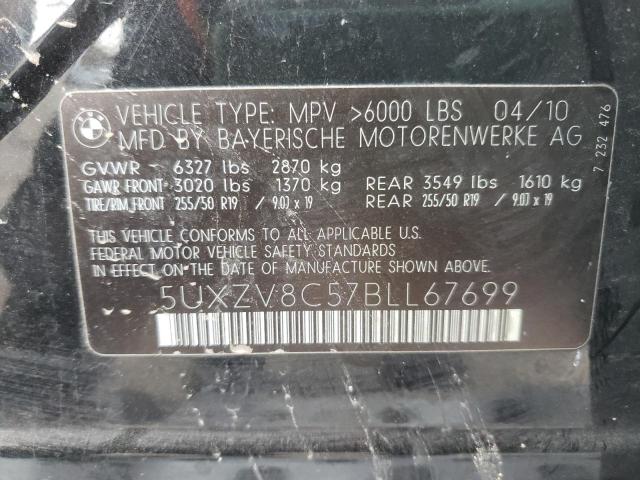 BMW
VEHICLE TYPE: MPV >6000 LBS 04/10
MFD BY BAYERISCHE MOTORENWERKE AG
GVWR - 6327 lbs 2870 kg
GAWR FRONT 3020 lbs 1370 kg REAR 3549 lbs 1610 kg
TIRE/RIM FRONT 255/50 R19 / 9.0J x 19 REAR 255/50 R19 / 9.0J x 19
THIS VEHICLE CONFORMS TO ALL APPLICABLE U.S.
FEDERAL MOTOR VEHICLE SAFETY STANDARDS
IN EFFECT ON THE DATE OF MANUFACTURE SHOWN ABOVE.
5UXZV8C57BLL67699
7 232 476